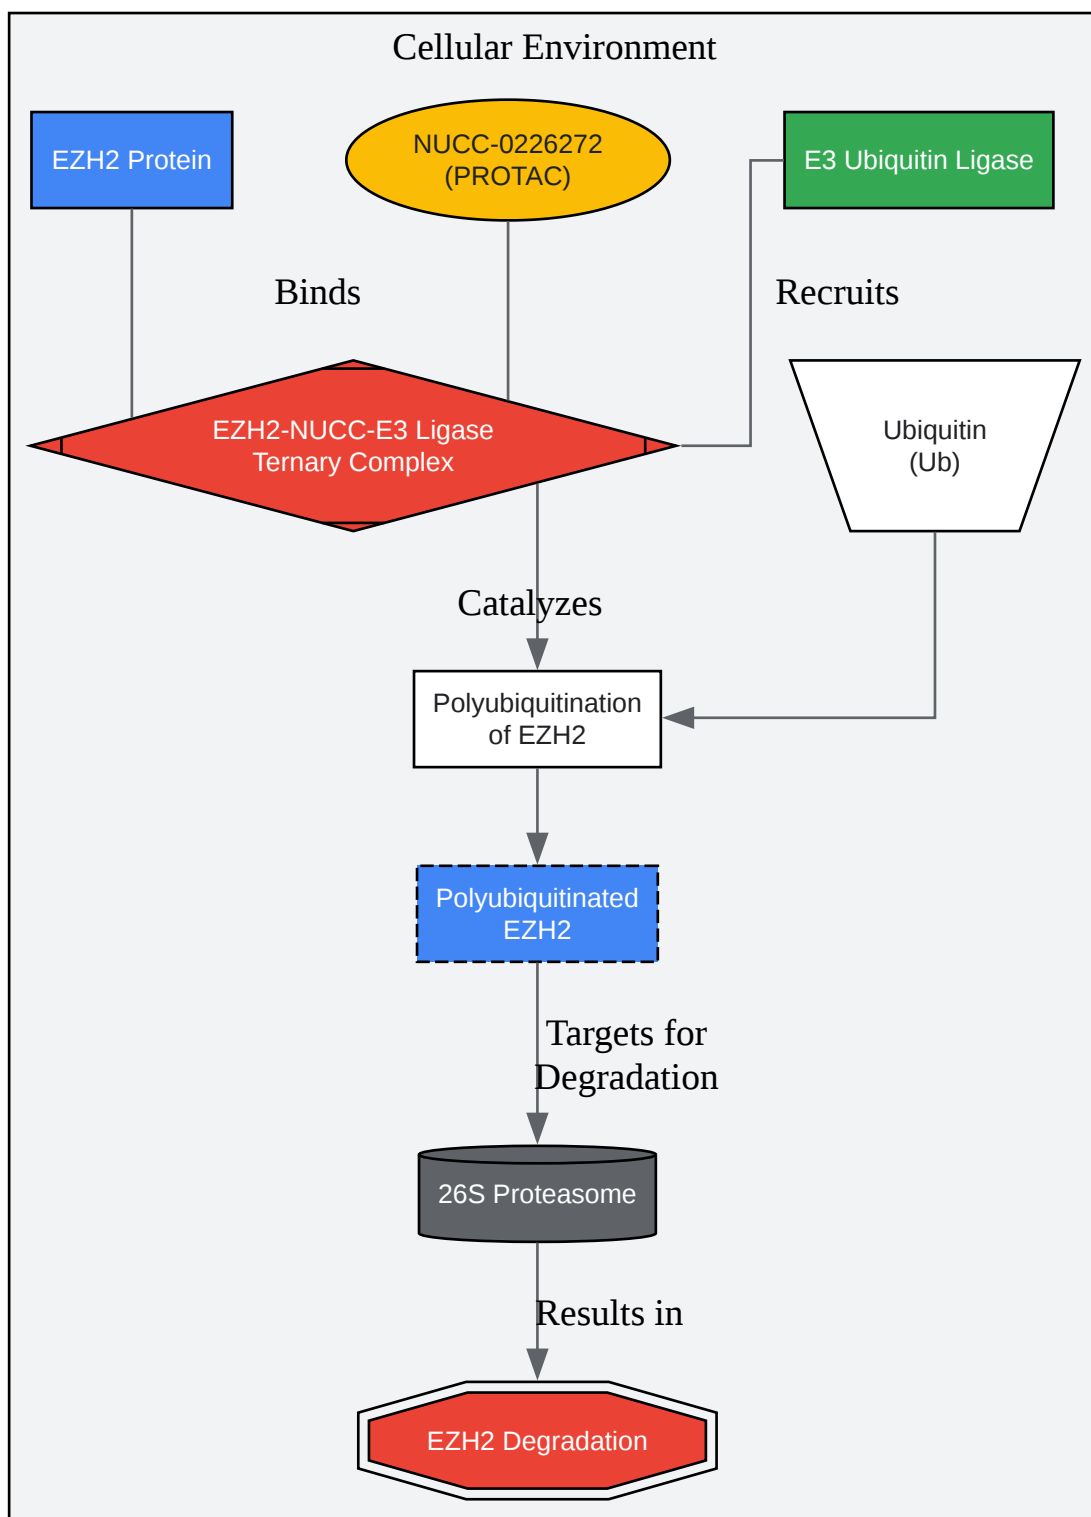 Cellular Environment
EZH2 Protein
NUCC-0226272
(PROTAC)
E3 Ubiquitin Ligase
Binds
Recruits
EZH2-NUCC-E3 Ligase
Ternary Complex
Ubiquitin
(Ub)
Catalyzes
Polyubiquitination
of EZH2
Polyubiquitinated
EZH2
Targets for
Degradation
26S Proteasome
Results in
EZH2 Degradation